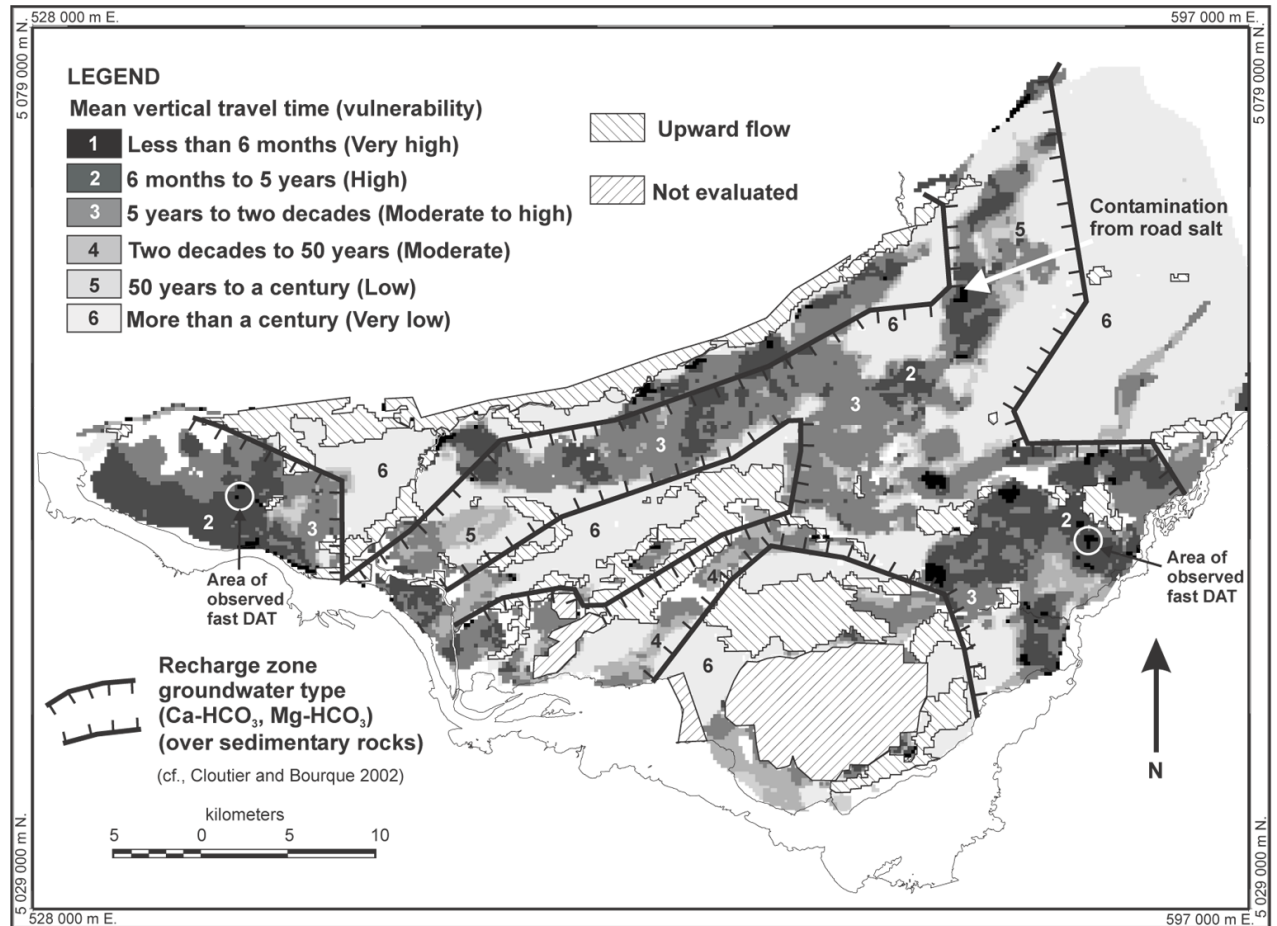 528 000 m E.
597 000 m E.
5 079 000 m N.
5 079 000 m N.
LEGEND
Mean vertical travel time (vulnerability)
1 Less than 6 months (Very high)
2 6 months to 5 years (High)
3 5 years to two decades (Moderate to high)
4 Two decades to 50 years (Moderate)
5 50 years to a century (Low)
6 More than a century (Very low)
Upward flow
Not evaluated
Contamination
from road salt
5
6
6
2
3
3
6
2
3
5
6
2
4
3
4
6
Area of
observed
fast DAT
Area of
observed
fast DAT
Recharge zone
groundwater type
(Ca-HCO₃, Mg-HCO₃)
(over sedimentary rocks)
(cf., Cloutier and Bourque 2002)
kilometers
5 0 5 10
N
5 029 000 m N.
5 029 000 m N.
528 000 m E.
597 000 m E.